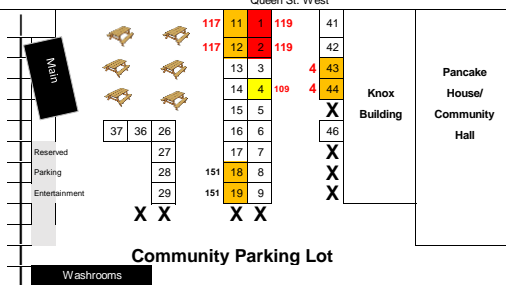 Queen St. West
117 11 1 119 41
117 12 2 119 42
13 3 4 43
14 4 109 4 44
15 5 X
37 36 26 16 6 46
27 17 7 X
28 151 18 8 X
29 151 19 9 X
X X X X
Main
Reserved
Parking
Entertainment
Knox
Building
Pancake
House/
Community
Hall
Community Parking Lot
Washrooms